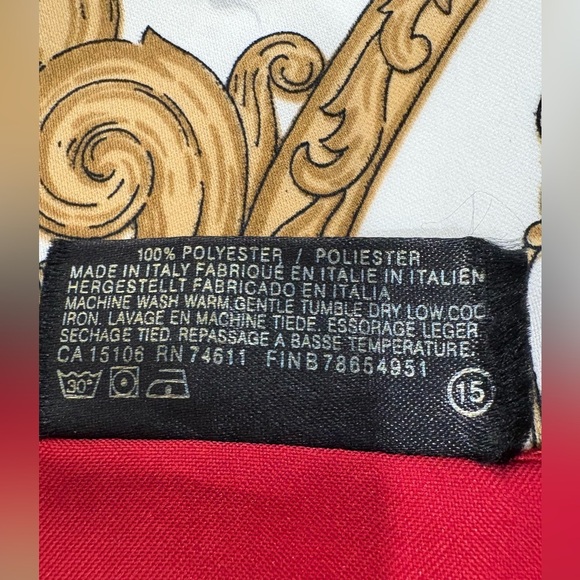 100% POLYESTER / POLIESTER
MADE IN ITALY FABRIQUÉ EN ITALIE IN ITALIEN
HERGESTELLT FABRICADO EN ITALIA
MACHINE WASH WARM, GENTLE TUMBLE DRY LOW, COC
IRON. LAVAGE EN MACHINE TIEDE. ESSORAGE LEGER
SECHAGE TIED. REPASSAGE A BASSE TEMPERATURE.
CA 15106 RN 74611 FINB78654951
30° 15